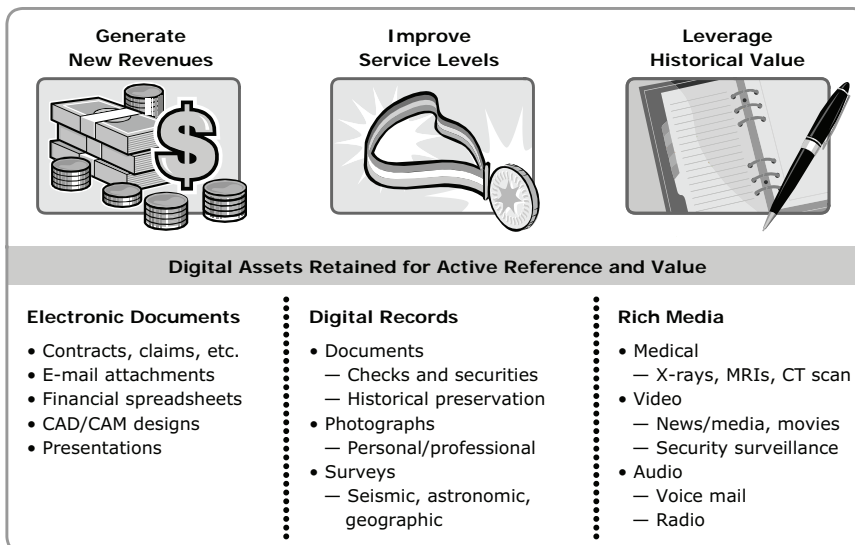 Generate
New Revenues
Improve
Service Levels
Leverage
Historical Value
$
Digital Assets Retained for Active Reference and Value
Electronic Documents
• Contracts, claims, etc.
• E-mail attachments
• Financial spreadsheets
• CAD/CAM designs
• Presentations
Digital Records
• Documents
— Checks and securities
— Historical preservation
• Photographs
— Personal/professional
• Surveys
— Seismic, astronomic,
geographic
Rich Media
• Medical
— X-rays, MRIs, CT scan
• Video
— News/media, movies
— Security surveillance
• Audio
— Voice mail
— Radio